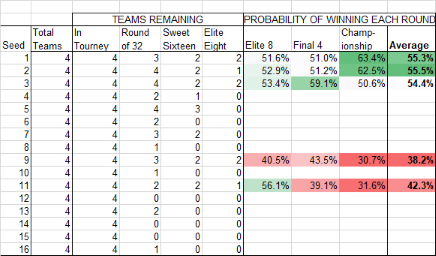 TEAMS REMAINING PROBABILITY OF WINNING EACH ROUND
Total In Round Sweet Elite Champ-
Seed Teams Tourney of 32 Sixteen Eight Elite 8 Final 4 ionship Average
1 4 4 3 2 2 51.6% 51.0% 63.4% 55.3%
2 4 4 4 2 1 52.9% 51.2% 62.5% 55.5%
3 4 4 4 2 2 53.4% 59.1% 50.6% 54.4%
4 4 4 2 1 0
5 4 4 4 3 0
6 4 4 2 0 0
7 4 4 3 2 0
8 4 4 1 0 0
9 4 4 3 2 2 40.5% 43.5% 30.7% 38.2%
10 4 4 1 0 0
11 4 4 2 2 1 56.1% 39.1% 31.6% 42.3%
12 4 4 0 0 0
13 4 4 2 0 0
14 4 4 0 0 0
15 4 4 0 0 0
16 4 4 1 0 0